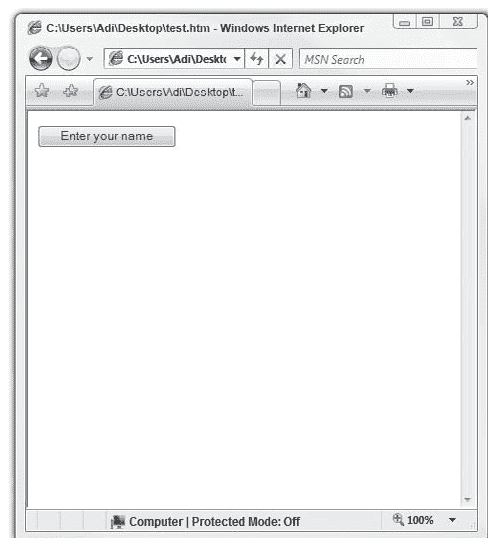 C:\Users\Adi\Desktop\test.htm - Windows Internet Explorer
C:\Users\Adi\Deskt MSN Search
C:\Users\Adi\Desktop\t...
Enter your name
Computer | Protected Mode: Off 100%